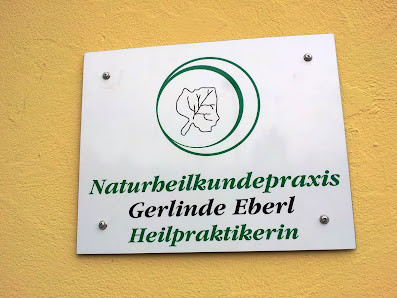 Naturheilkundepraxis
Gerlinde Eberl
Heilpraktikerin